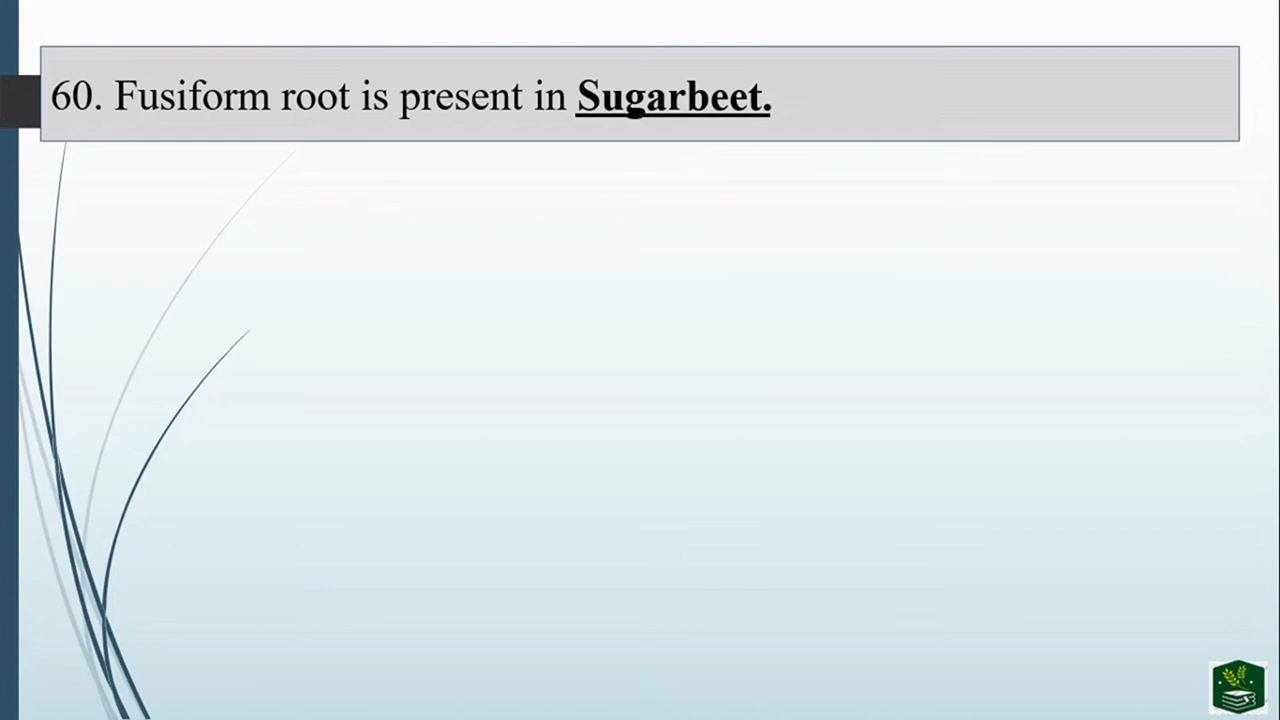 60. Fusiform root is present in Sugarbeet.